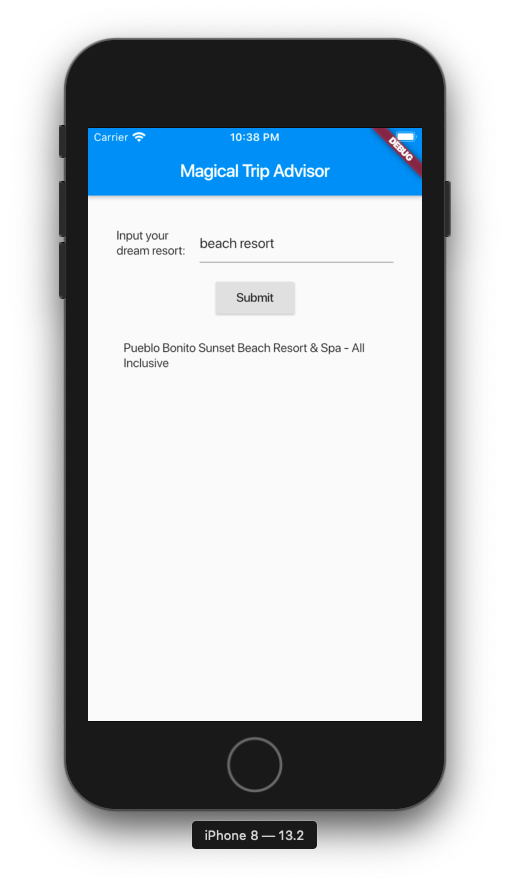 Carrier 10:38 PM
DEBUG
Magical Trip Advisor
Input your
dream resort:
beach resort
Submit
Pueblo Bonito Sunset Beach Resort & Spa - All
Inclusive
iPhone 8 — 13.2